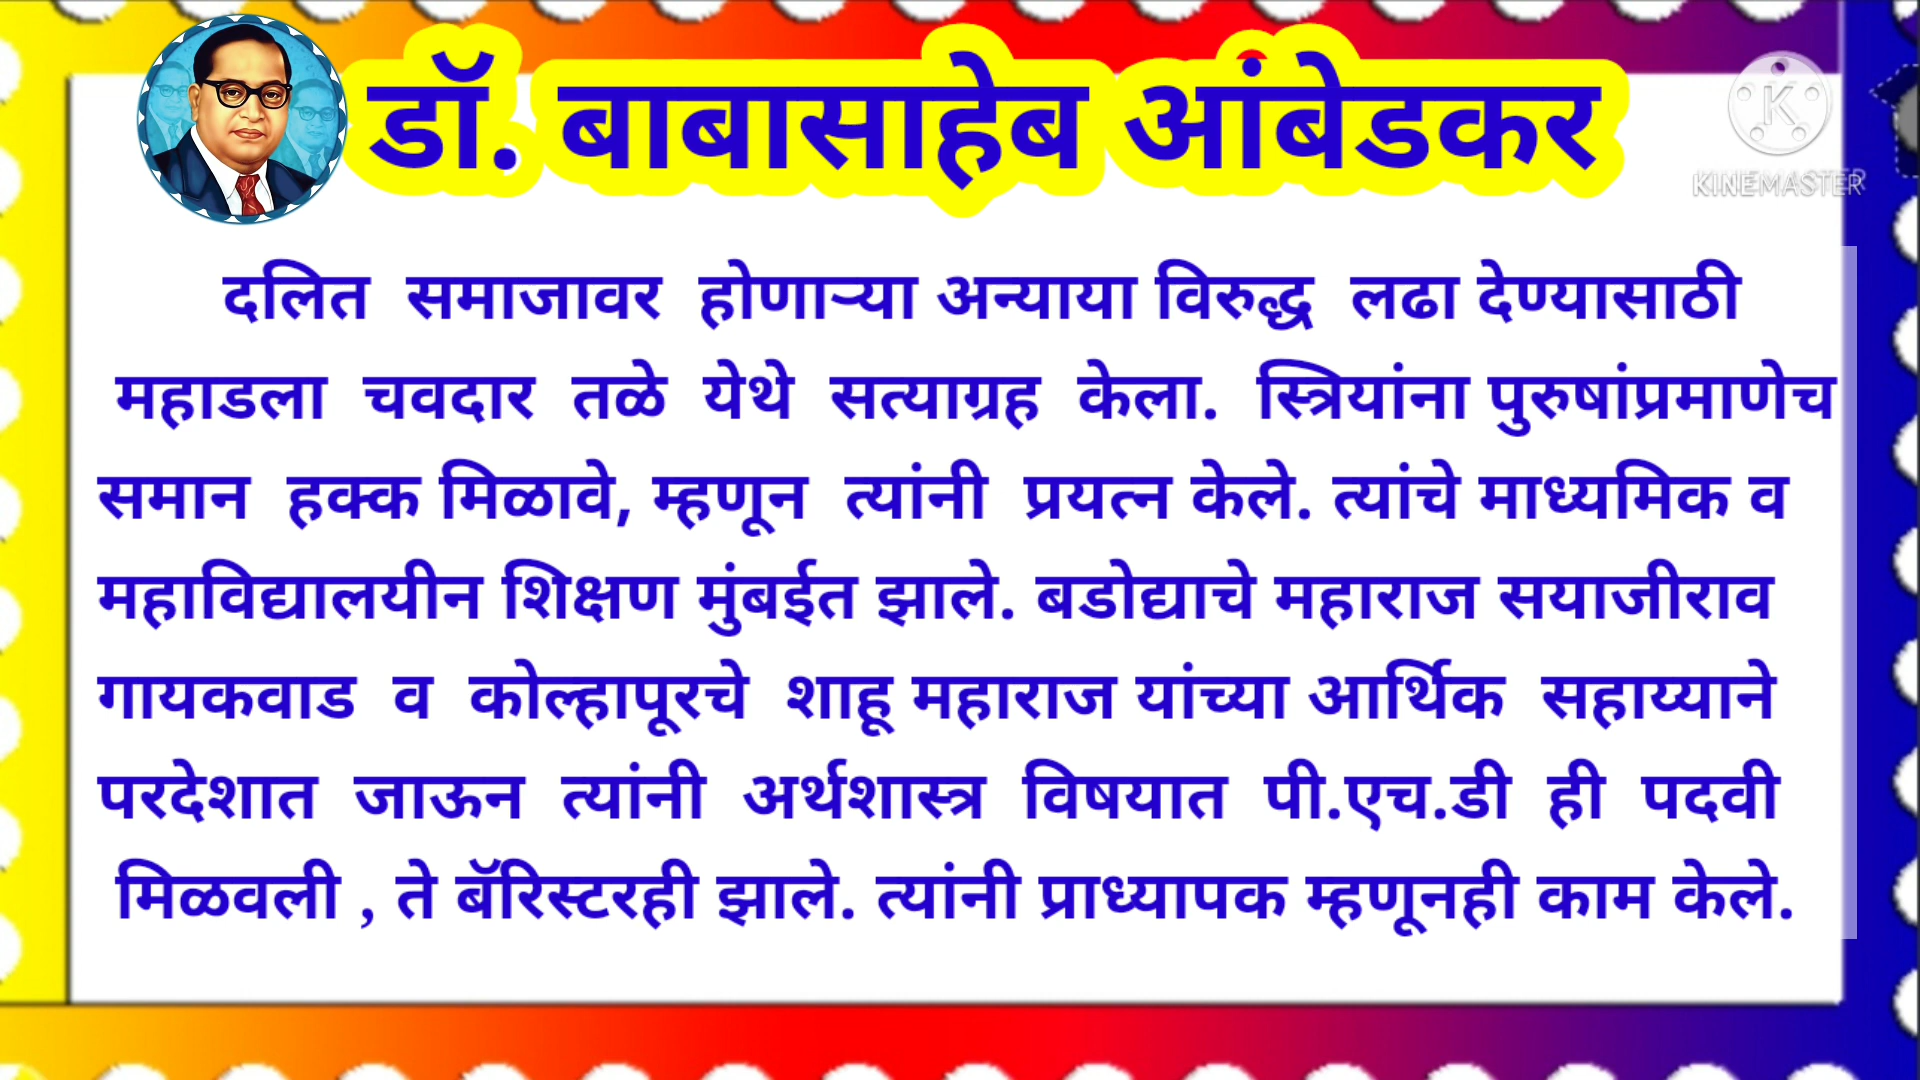 डॉ. बाबासाहेब आंबेडकर
KINEMASTER
दलित समाजावर होणाऱ्या अन्याया विरुद्ध लढा देण्यासाठी
महाडला चवदार तळे येथे सत्याग्रह केला. स्त्रियांना पुरुषांप्रमाणेच
समान हक्क मिळावे, म्हणून त्यांनी प्रयत्न केले. त्यांचे माध्यमिक व
महाविद्यालयीन शिक्षण मुंबईत झाले. बडोद्याचे महाराज सयाजीराव
गायकवाड व कोल्हापूरचे शाहू महाराज यांच्या आर्थिक सहाय्याने
परदेशात जाऊन त्यांनी अर्थशास्त्र विषयात पी.एच.डी ही पदवी
मिळवली , ते बॅरिस्टरही झाले. त्यांनी प्राध्यापक म्हणूनही काम केले.